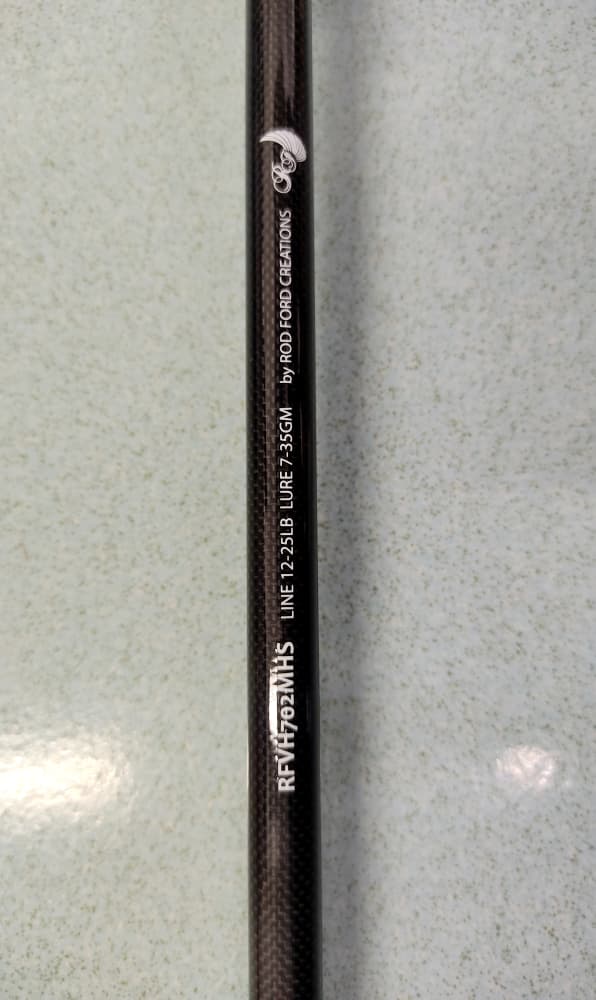 RFVH702MHS LINE 12-25LB LURE 7-35GM by ROD FORD CREATIONS